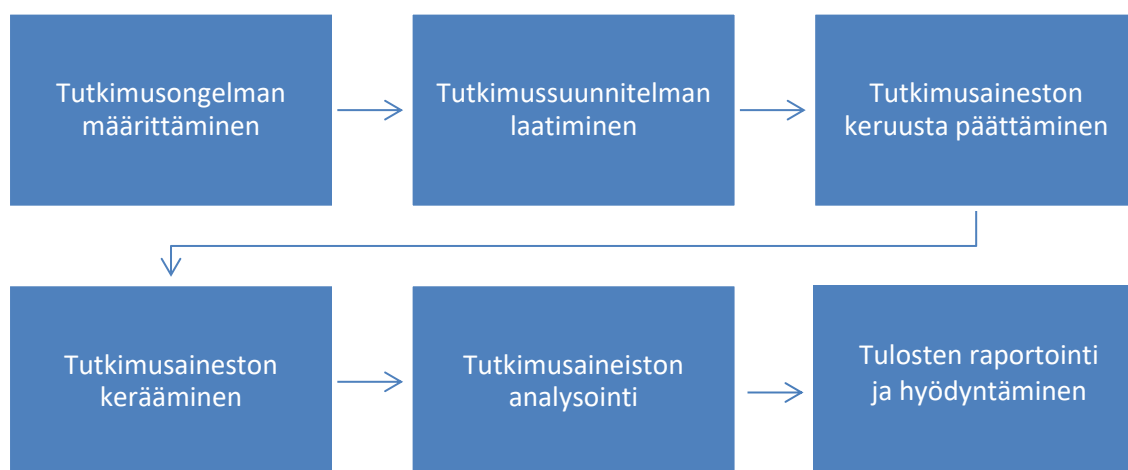 Tutkimusongelman
määrittäminen
Tutkimussuunnitelman
laatiminen
Tutkimusaineston
keruusta päättäminen
Tutkimusaineston
kerääminen
Tutkimusaineiston
analysointi
Tulosten raportointi
ja hyödyntäminen